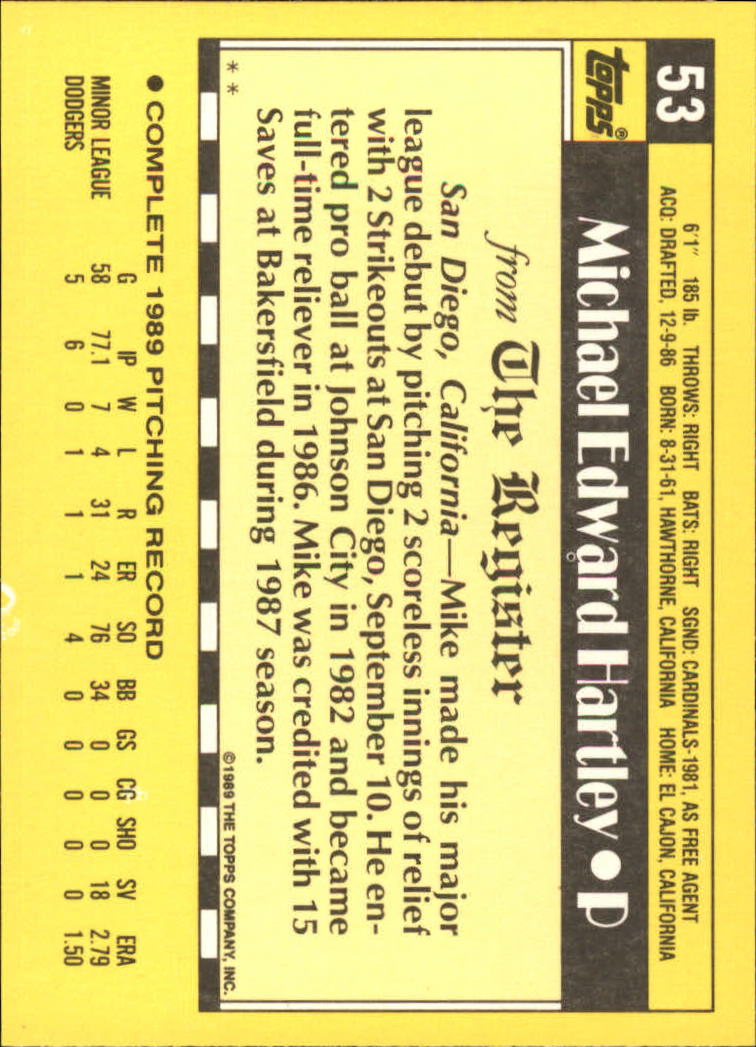 53
6'1" 185 lb. THROWS: RIGHT BATS: RIGHT SGND: CARDINALS-1981, AS FREE AGENT
ACQ: DRAFTED, 12-9-86 BORN: 8-31-61, HAWTHORNE, CALIFORNIA HOME: EL CAJON, CALIFORNIA
topps®
Michael Edward Hartley • P
from The Register
San Diego, California—Mike made his major
league debut by pitching 2 scoreless innings of relief
with 2 Strikeouts at San Diego, September 10. He en-
tered pro ball at Johnson City in 1982 and became
full-time reliever in 1986. Mike was credited with 15
Saves at Bakersfield during 1987 season.
* * ©1989 THE TOPPS COMPANY, INC.
• COMPLETE 1989 PITCHING RECORD
G IP W L R ER SO BB GS CG SHO SV ERA
MINOR LEAGUE 58 77.1 7 4 31 24 76 34 0 0 0 18 2.79
DODGERS 5 6 0 1 1 1 4 0 0 0 0 0 1.50